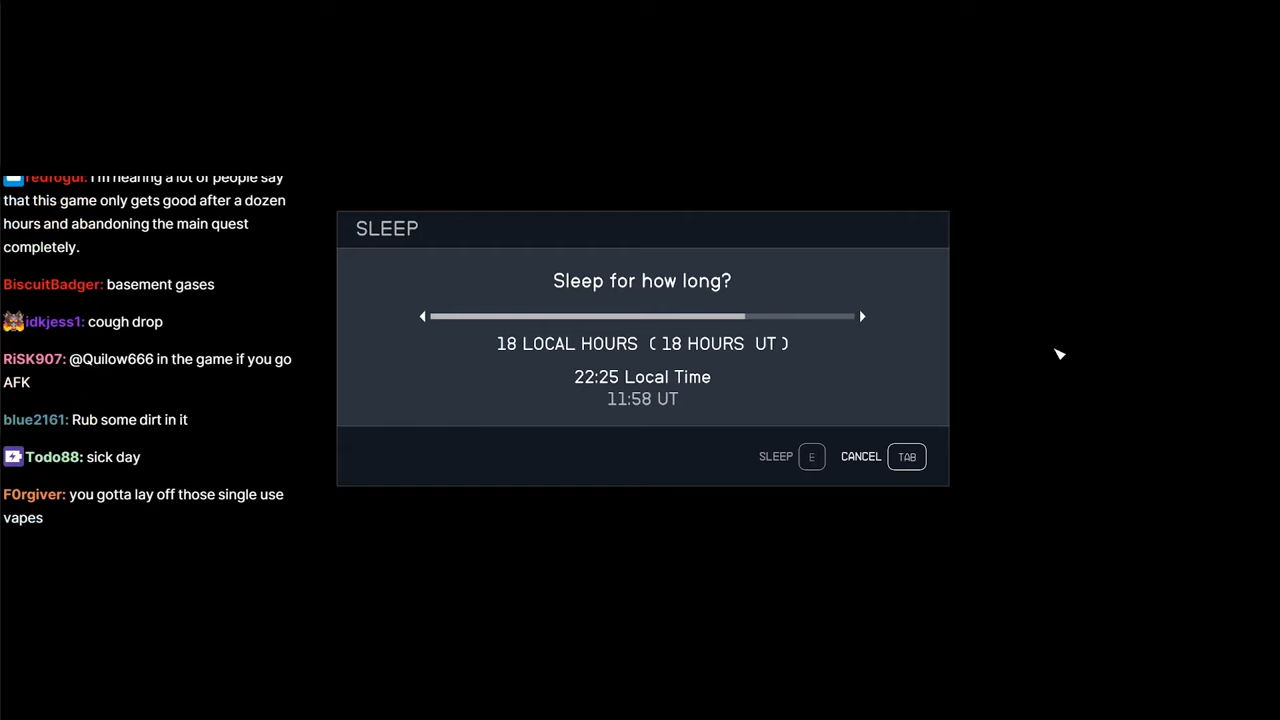 redfogul: I'm hearing a lot of people say
that this game only gets good after a dozen
hours and abandoning the main quest
completely.
BiscuitBadger: basement gases
idkjess1: cough drop
RiSK907: @Quilow666 in the game if you go
AFK
blue2161: Rub some dirt in it
Todo88: sick day
F0rgiver: you gotta lay off those single use
vapes
SLEEP
Sleep for how long?
18 LOCAL HOURS ( 18 HOURS UT )
22:25 Local Time
11:58 UT
SLEEP E CANCEL TAB